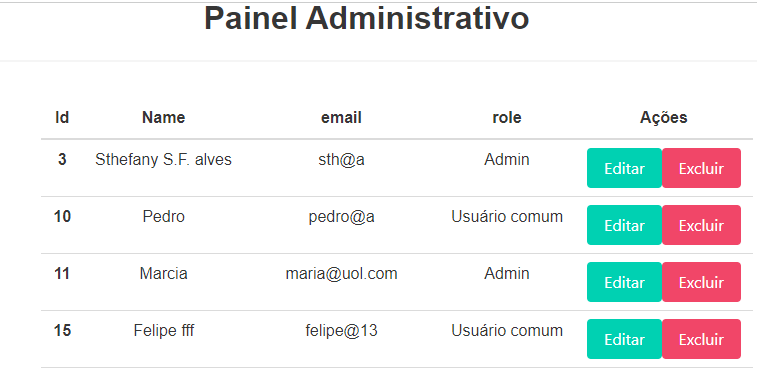 Painel Administrativo
Id Name email role Ações
3 Sthefany S.F. alves sth@a Admin Editar Excluir
10 Pedro pedro@a Usuário comum Editar Excluir
11 Marcia maria@uol.com Admin Editar Excluir
15 Felipe fff felipe@13 Usuário comum Editar Excluir